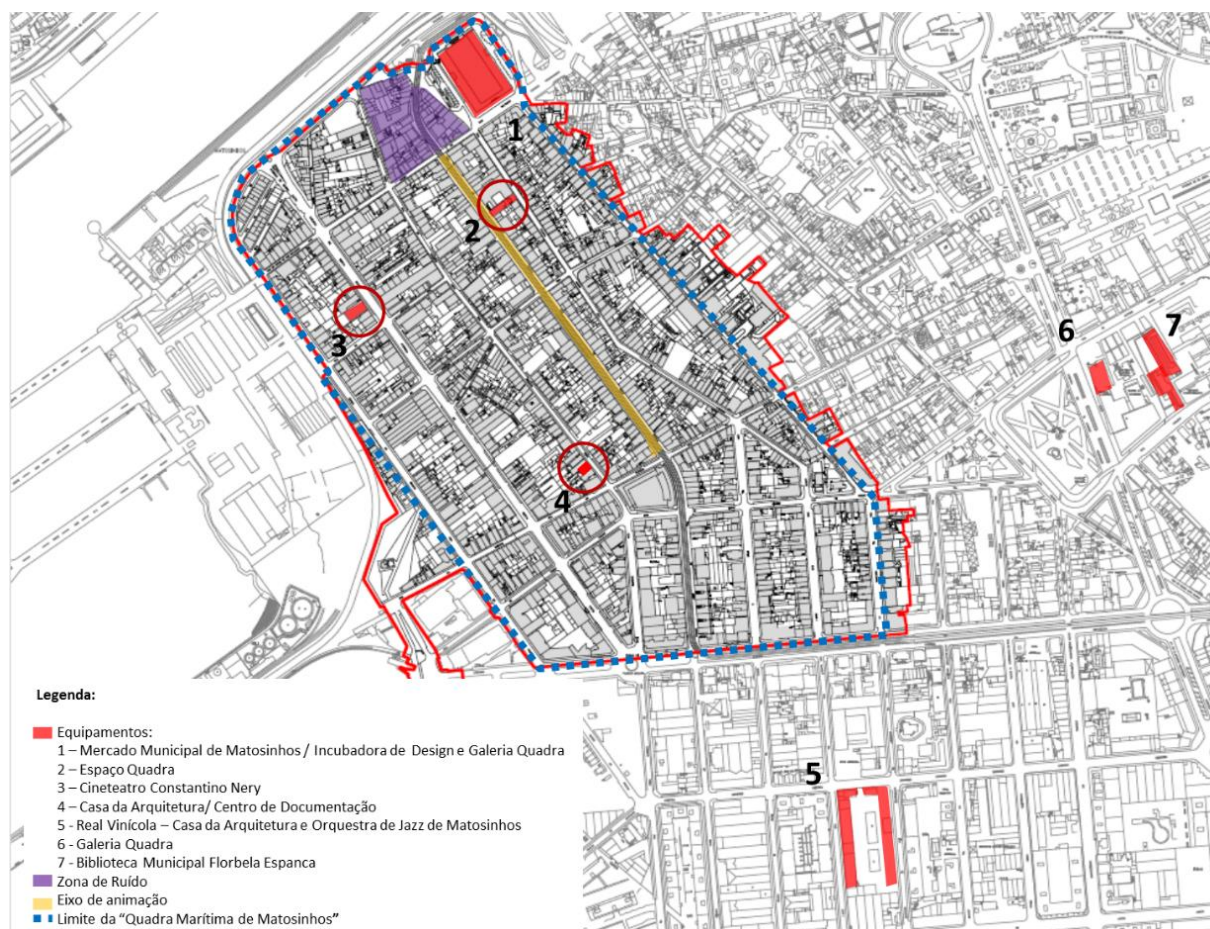 1
2
3
4
5
6
7
Legenda:
Equipamentos:
1 – Mercado Municipal de Matosinhos / Incubadora de Design e Galeria Quadra
2 – Espaço Quadra
3 – Cineteatro Constantino Nery
4 – Casa da Arquitetura/ Centro de Documentação
5 - Real Vinícola – Casa da Arquitetura e Orquestra de Jazz de Matosinhos
6 - Galeria Quadra
7 - Biblioteca Municipal Florbela Espanca
Zona de Ruído
Eixo de animação
Limite da “Quadra Marítima de Matosinhos”